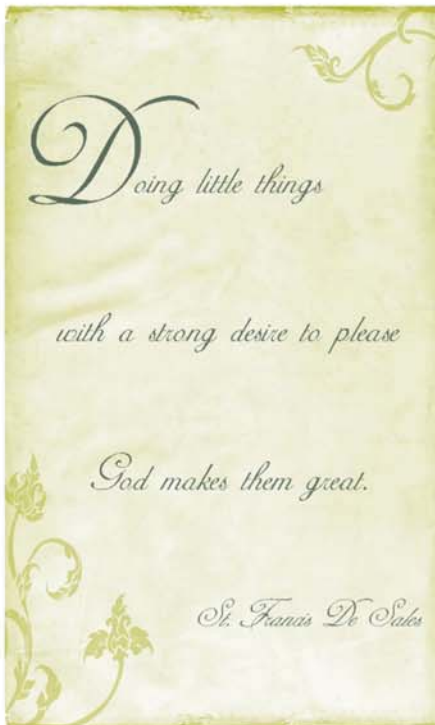 Doing little things
with a strong desire to please
God makes them great.
St. Francis De Sales